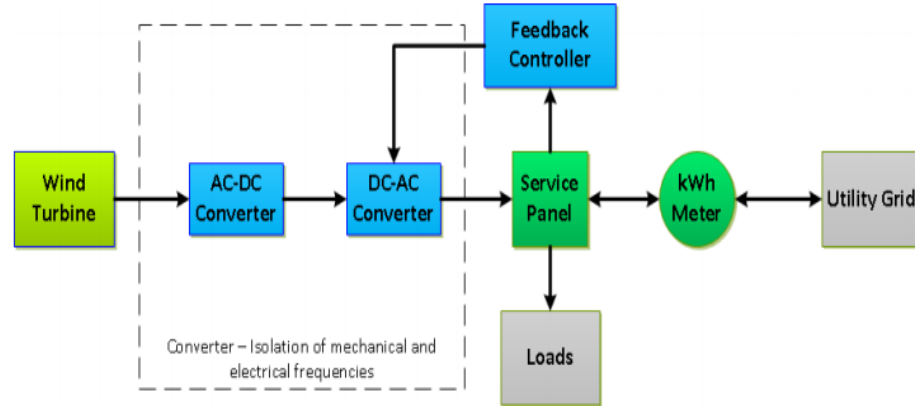 Feedback
Controller
Wind
Turbine
AC-DC
Converter
DC-AC
Converter
Service
Panel
kWh
Meter
Utility Grid
Converter – Isolation of mechanical and
electrical frequencies
Loads